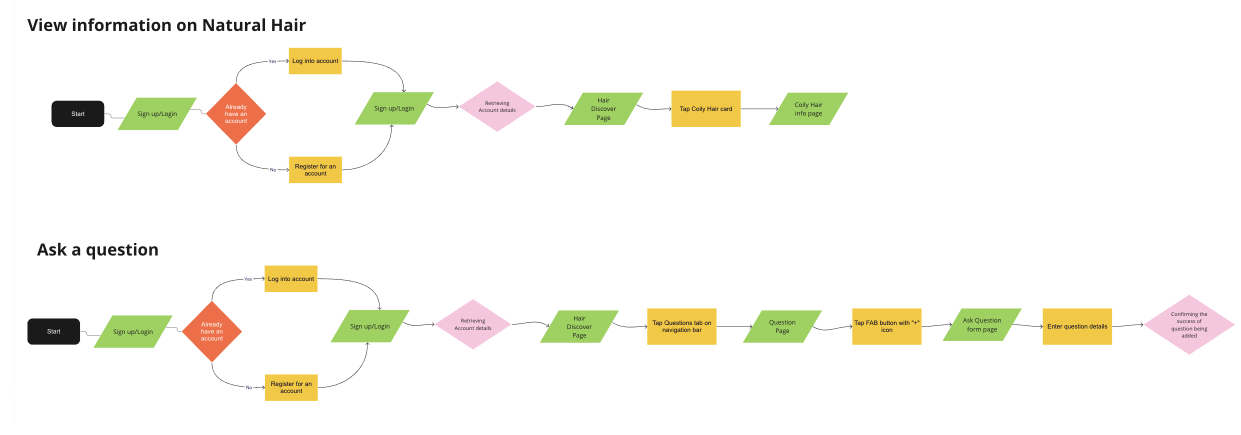 View information on Natural Hair
Yes
Log into account
Start
Sign up/Login
Already
have an
account
Sign up/Login
Retrieving
Account details
Hair
Discover
Page
Tap Coily Hair card
Coily Hair
info page
No
Register for an
account
Ask a question
Yes
Log into account
Start
Sign up/Login
Already
have an
account
Sign up/Login
Retrieving
Account details
Hair
Discover
Page
Tap Questions tab on
navigation bar
Question
Page
Tap FAB button with "+"
icon
Ask Question
form page
Enter question details
Confirming the
success of
question being
added
No
Register for an
account